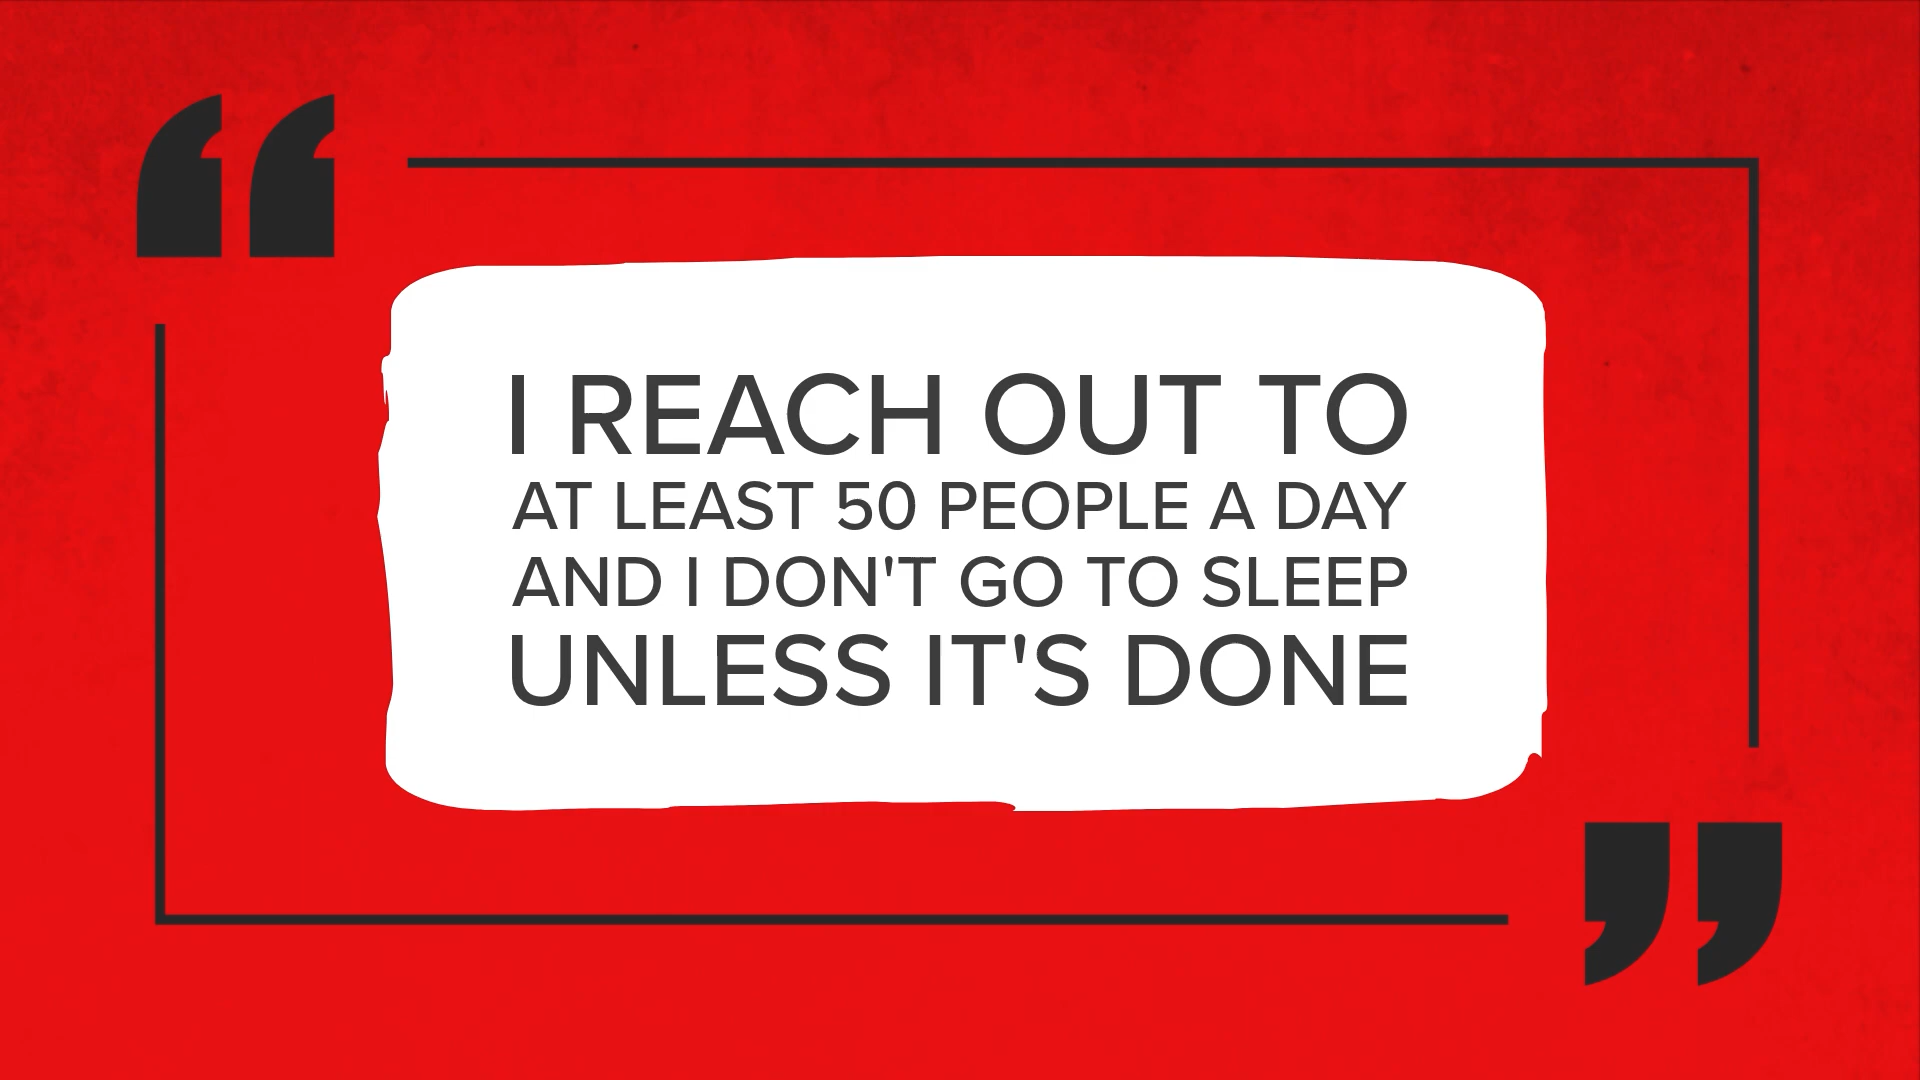 I REACH OUT TO
AT LEAST 50 PEOPLE A DAY
AND I DON'T GO TO SLEEP
UNLESS IT'S DONE